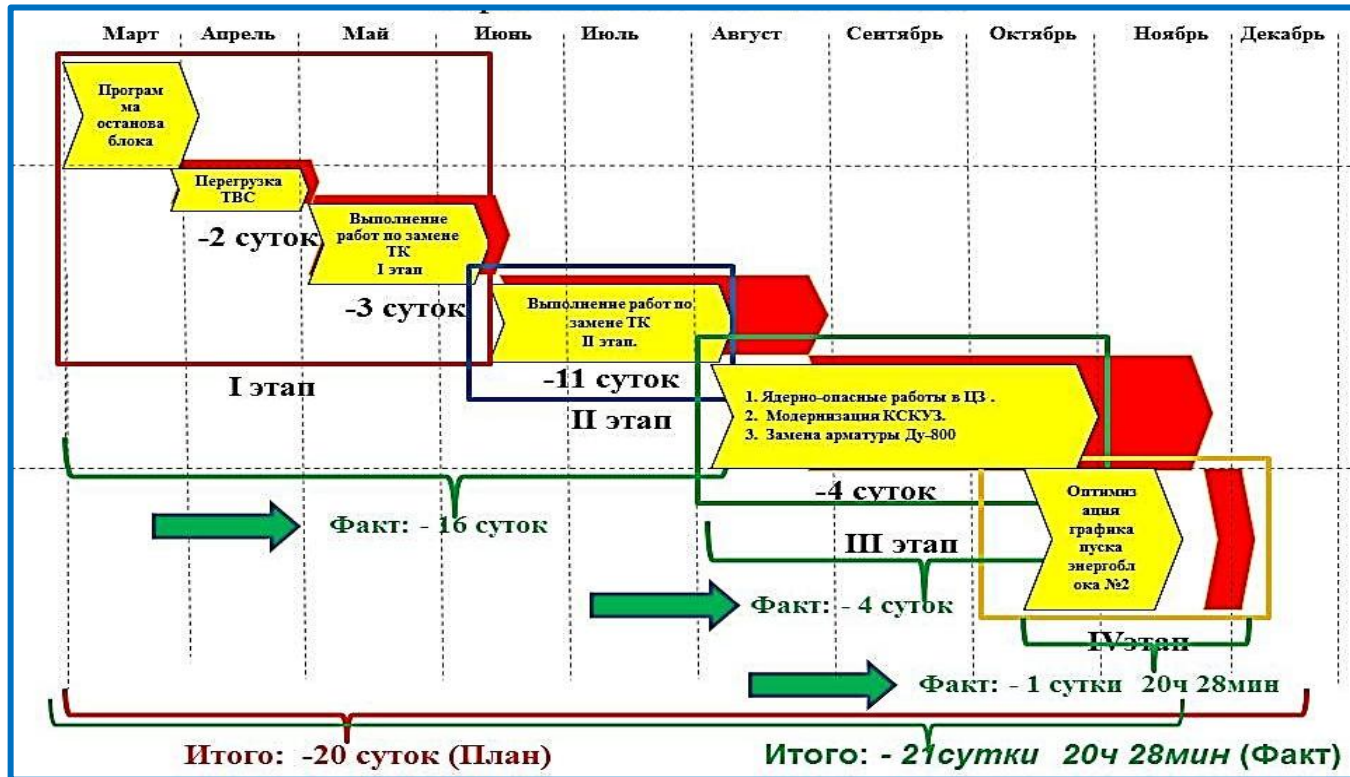 Март Апрель Май Июнь Июль Август Сентябрь Октябрь Ноябрь Декабрь
Програм
ма
останова
блока
Перегрузка
ТВС
-2 суток
Выполнение
работ по замене
ТК
I этап
-3 суток
Выполнение работ по
замене ТК
II этап.
I этап
-11 суток
II этап
1. Ядерно-опасные работы в ЦЗ .
2. Модернизация КСКУЗ.
3. Замена арматуры Ду-800
-4 суток
Факт: - 16 суток
III этап
Оптимиз
ация
графика
пуска
энергобл
ока №2
Факт: - 4 суток
IVэтап
Факт: - 1 сутки 20ч 28мин
Итого: -20 суток (План)
Итого: - 21сутки 20ч 28мин (Факт)